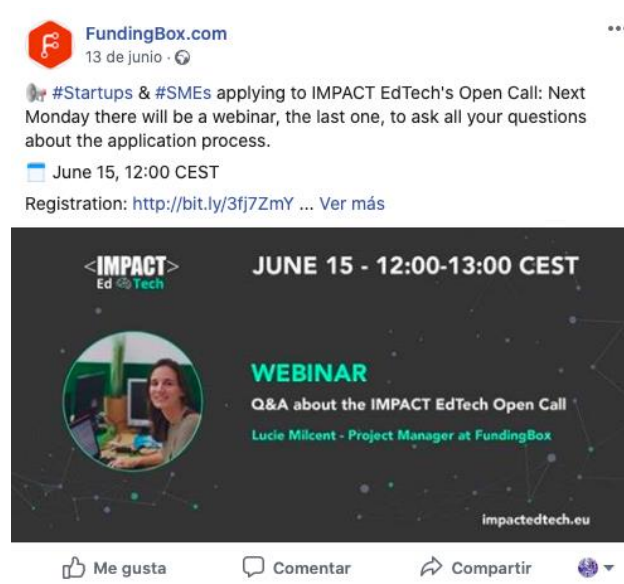 FundingBox.com
13 de junio ·
#Startups & #SMEs applying to IMPACT EdTech's Open Call: Next
Monday there will be a webinar, the last one, to ask all your questions
about the application process.
June 15, 12:00 CEST
Registration: http://bit.ly/3fj7ZmY ... Ver más
<IMPACT>
Ed Tech
JUNE 15 - 12:00-13:00 CEST
WEBINAR
Q&A about the IMPACT EdTech Open Call
Lucie Milcent - Project Manager at FundingBox
impactedtech.eu
Me gusta Comentar Compartir